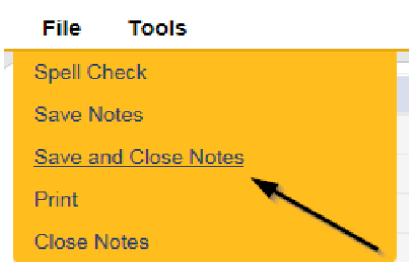 File Tools
Spell Check
Save Notes
Save and Close Notes
Print
Close Notes